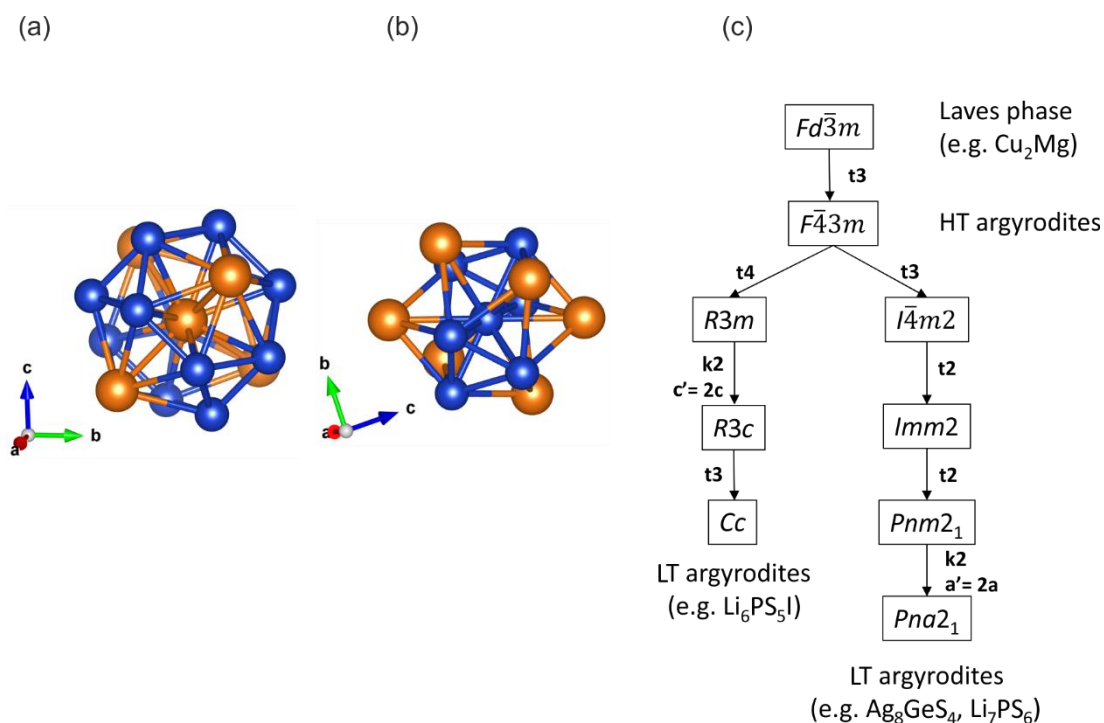 (a)
(b)
(c)
c
b
a
b
c
a
Fd3̅m
Laves phase
(e.g. Cu₂Mg)
t3
F4̅3m
HT argyrodites
t4
t3
R3m
I4̅m2
k2
c'= 2c
t2
R3c
Imm2
t3
t2
Cc
Pnm2₁
LT argyrodites
(e.g. Li₆PS₅I)
k2
a'= 2a
Pna2₁
LT argyrodites
(e.g. Ag₈GeS₄, Li₇PS₆)